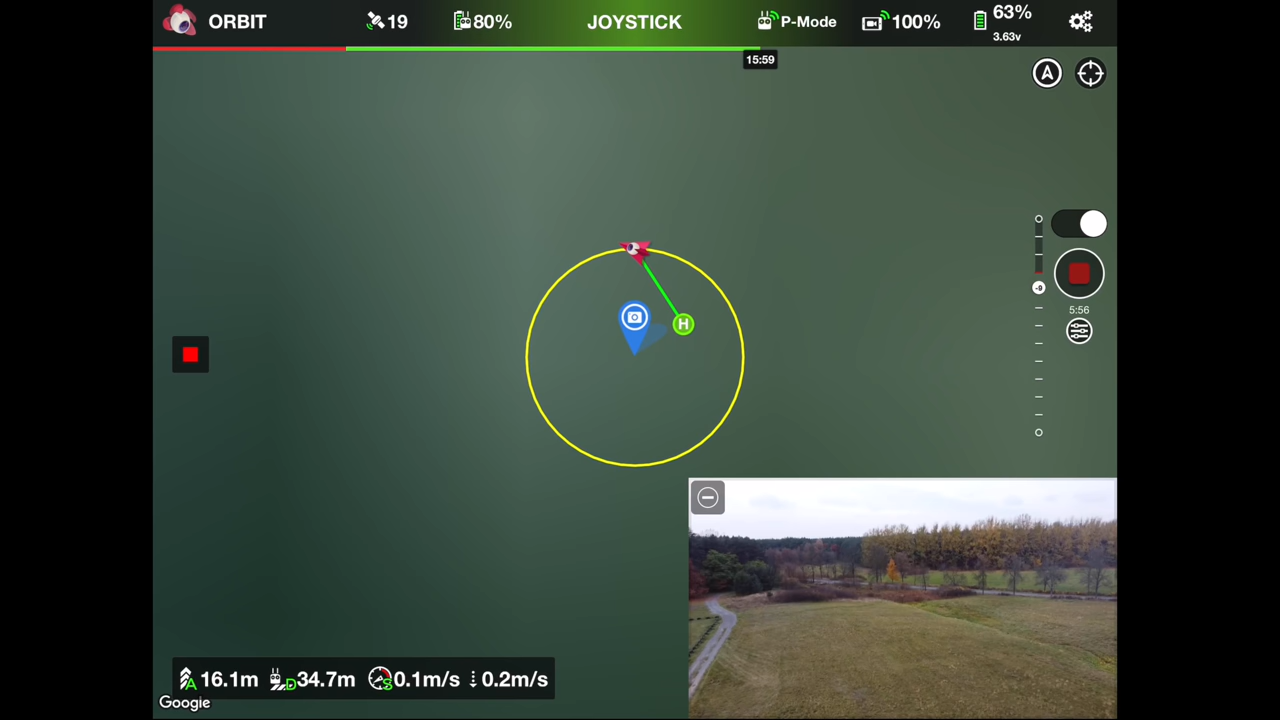 ORBIT
19
80%
JOYSTICK
P-Mode
100%
63%
3.63v
15:59
A
-9
5:56
H
A 16.1m D 34.7m S 0.1m/s 0.2m/s
Google